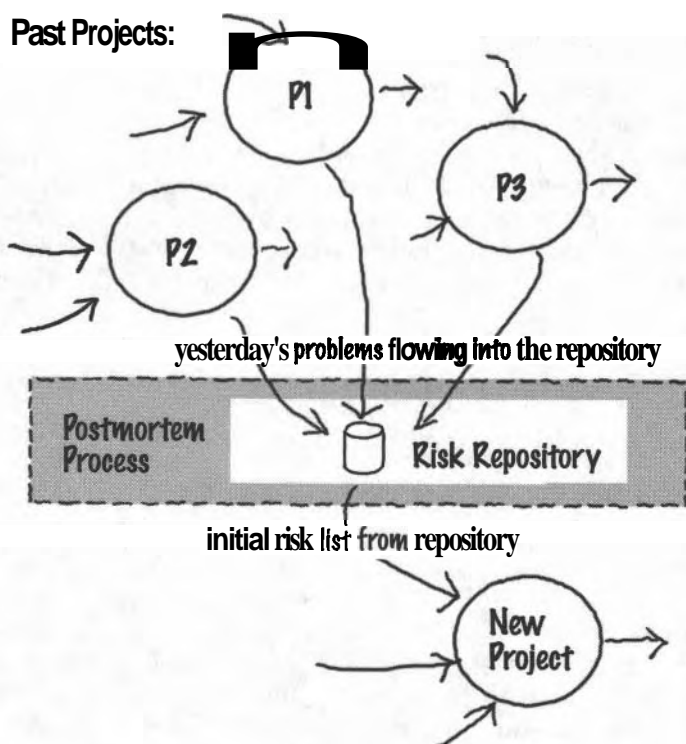 Past Projects:
P1
P3
P2
yesterday's problems flowing into the repository
Postmortem
Process
Risk Repository
initial risk list from repository
New
Project